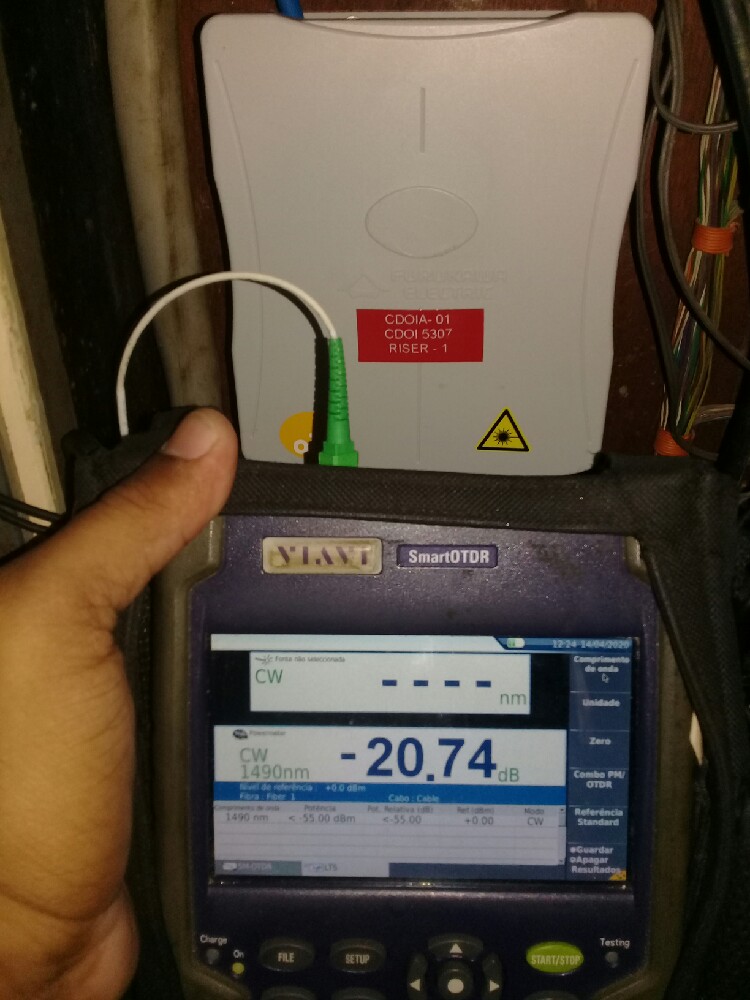 FURUKAWA
ELECTRIC
CDOIA- 01
CDOI 5307
RISER - 1
VIAVI
SmartOTDR
12:24 14/04/2020
Fonte não seleccionada
CW
---- nm
Comprimento de onda
Unidade
Powermeter
CW
1490nm
-20.74 dB
Zero
Nível de referência : +0.0 dBm
Fibra : Fiber 1 Cabo : Cable
Combo PM/OTDR
Comprimento de onda Potência Pot. Relativa (dB) Ref.(dBm) Modo
1490 nm < -55.00 dBm <-55.00 +0.00 CW
Referência Standard
Guardar
Apagar
Resultados
SM-OTDR LTS
Charge
On
FILE
SETUP
START/STOP
Testing